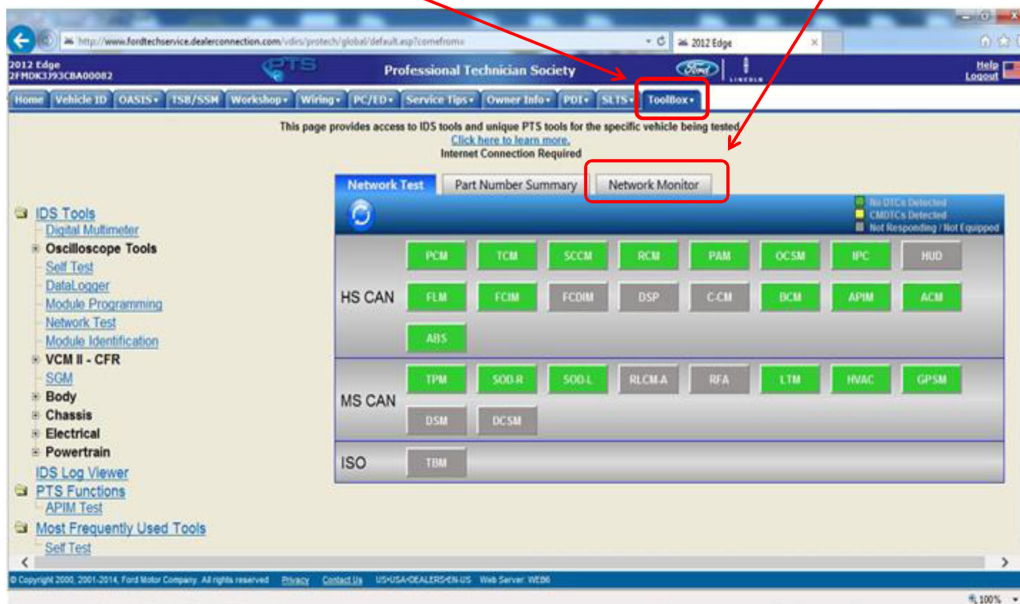 http://www.fordtechservice.dealerconnection.com/vdirs/protech/global/default.asp?comefrom=
2012 Edge
2012 Edge
2FMDK3J93CBA00082
PTS
Professional Technician Society
Ford
LINCOLN
Help
Logout
Home Vehicle ID OASIS TSB/SSM Workshop Wiring PC/ED Service Tips Owner Info PDI SLTS ToolBox
This page provides access to IDS tools and unique PTS tools for the specific vehicle being tested.
Click here to learn more.
Internet Connection Required
Network Test Part Number Summary Network Monitor
No DTCs Detected
CMDTCs Detected
Not Responding / Not Equipped
IDS Tools
Digital Multimeter
Oscilloscope Tools
Self Test
DataLogger
Module Programming
Network Test
Module Identification
VCM II - CFR
SGM
Body
Chassis
Electrical
Powertrain
IDS Log Viewer
PTS Functions
APIM Test
Most Frequently Used Tools
Self Test
HS CAN
PCM TCM SCCM RCM PAM OCSM IPC HUD
FLM FCIM FCDIM DSP C-CM BCM APIM ACM
ABS
MS CAN
TPM SOD-R SOD-L RLCM-A RFA LTM HVAC GPSM
DSM DCSM
ISO
TBM
© Copyright 2000, 2001-2014, Ford Motor Company. All rights reserved Privacy Contact Us US•USA•DEALERS•EN-US Web Server: WEB6
100%